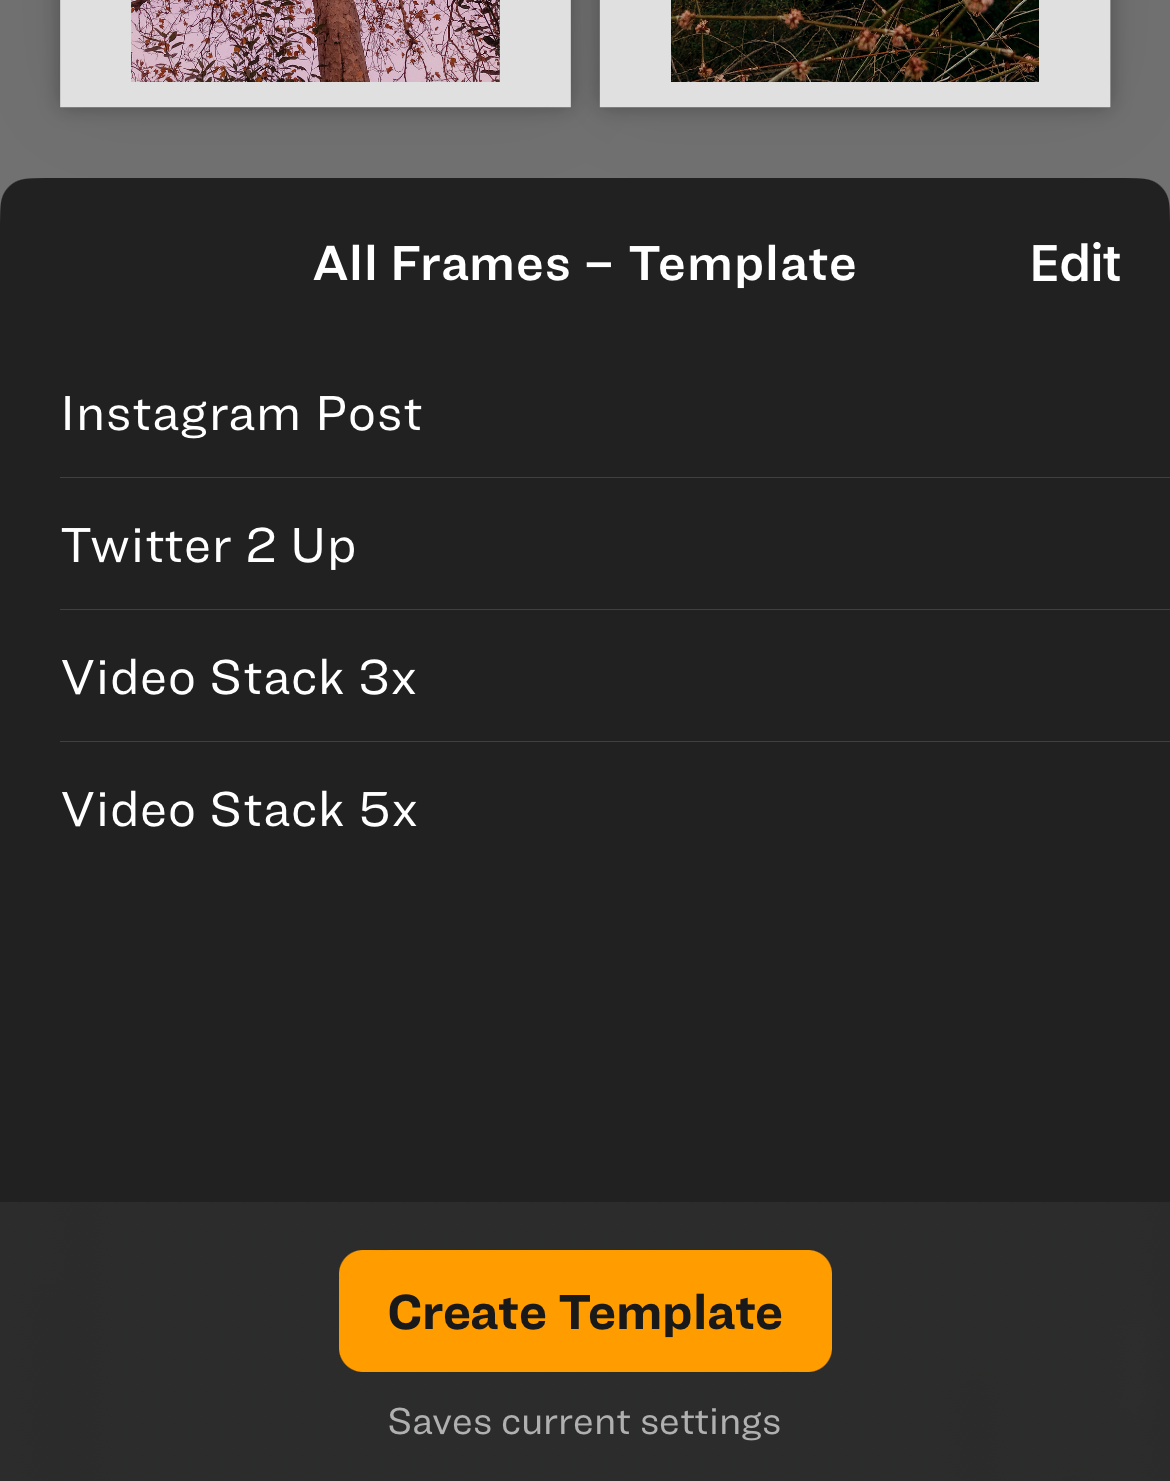 All Frames – Template
Edit
Instagram Post
Twitter 2 Up
Video Stack 3x
Video Stack 5x
Create Template
Saves current settings